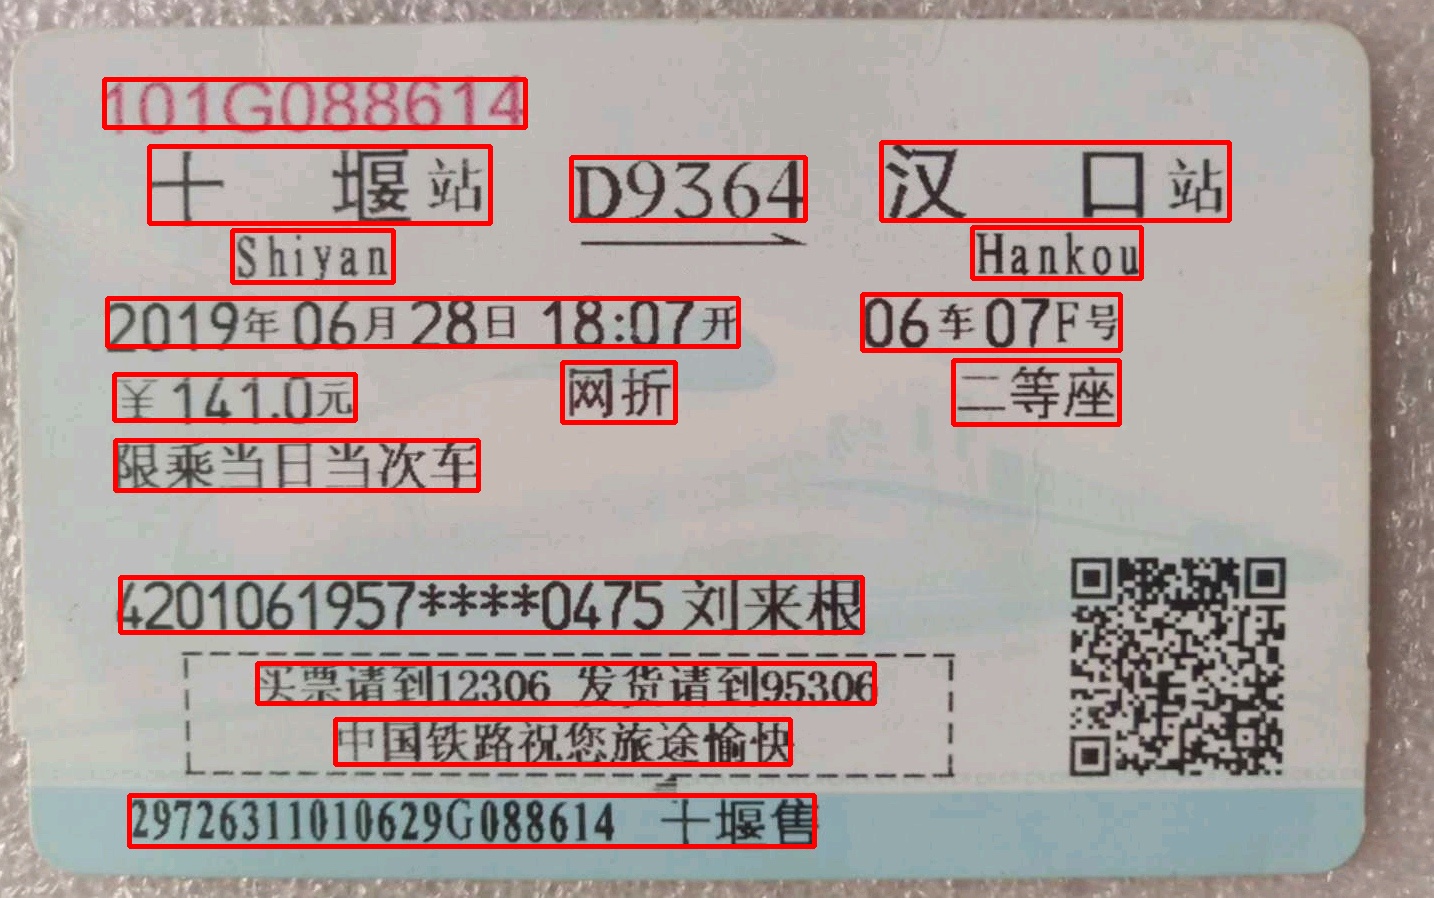 101G088614
十堰站 D9364 汉口站
Shiyan Hankou
2019年06月28日 18:07开 06车07F号
¥141.0元 网折 二等座
限乘当日当次车
4201061957****0475 刘来根
买票请到12306 发货请到95306
中国铁路祝您旅途愉快
29726311010629G088614 十堰售